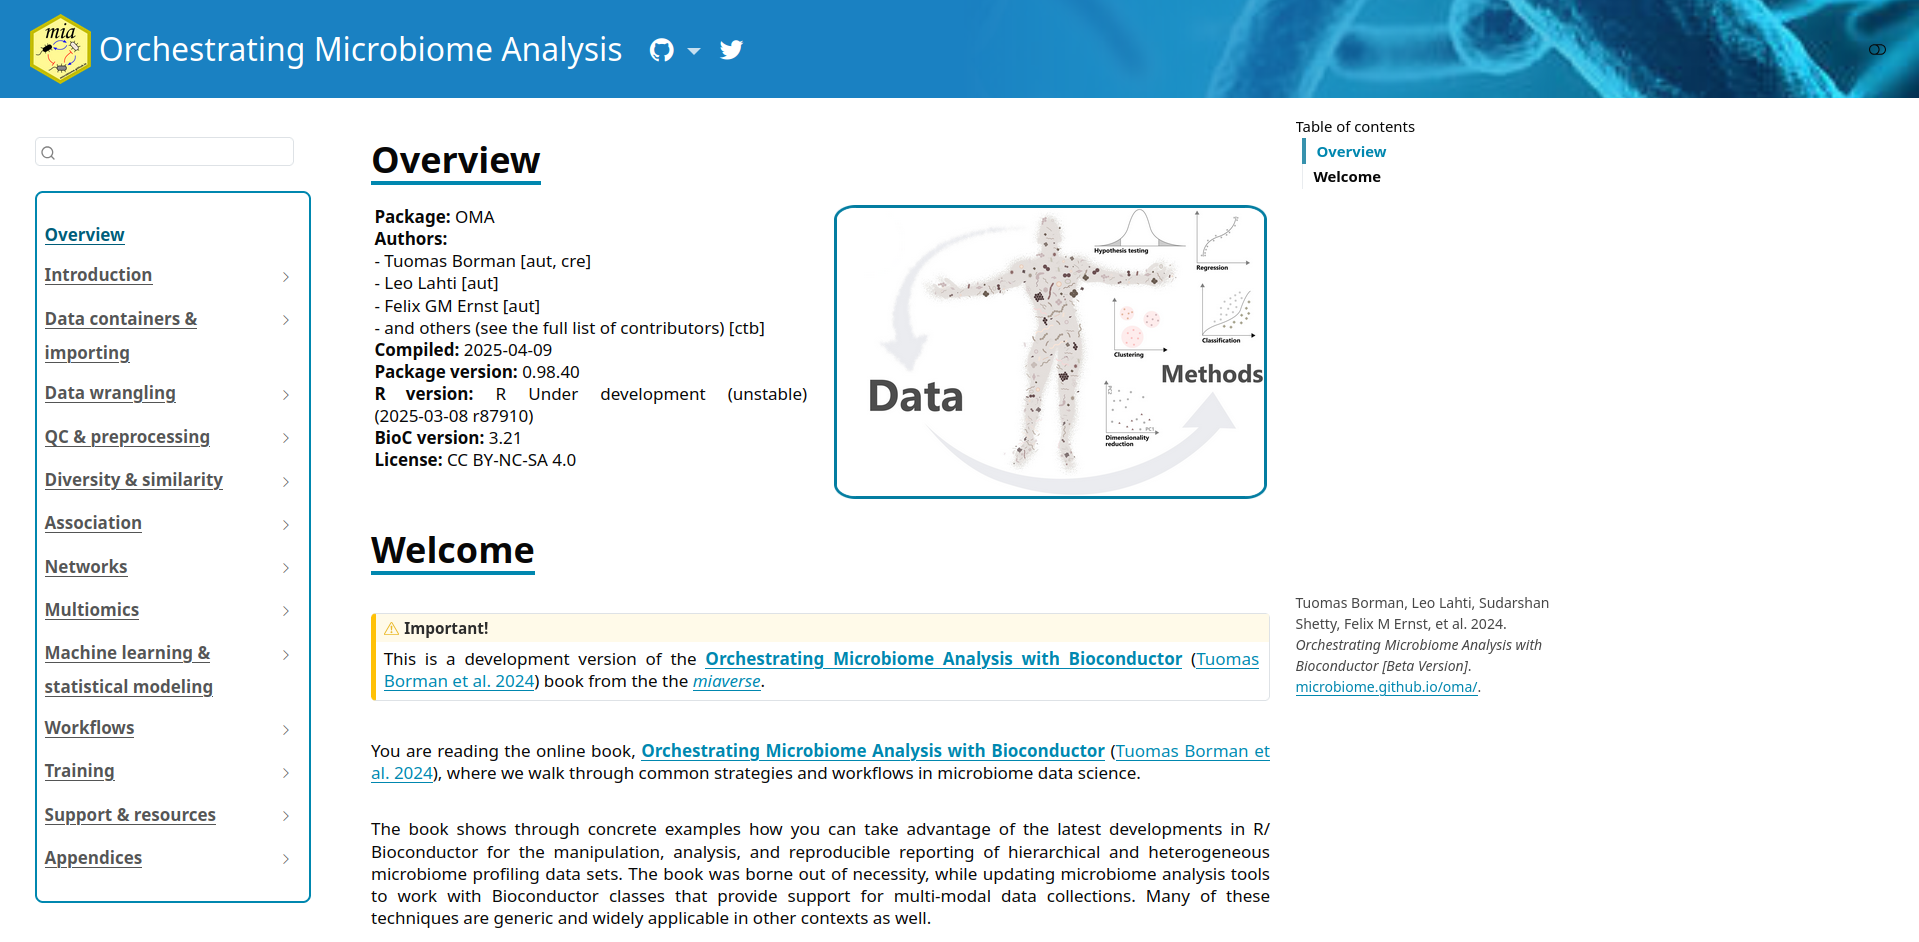 mia
Orchestrating Microbiome Analysis
Overview
Introduction
Data containers &
importing
Data wrangling
QC & preprocessing
Diversity & similarity
Association
Networks
Multiomics
Machine learning &
statistical modeling
Workflows
Training
Support & resources
Appendices
Overview
Package: OMA
Authors:
- Tuomas Borman [aut, cre]
- Leo Lahti [aut]
- Felix GM Ernst [aut]
- and others (see the full list of contributors) [ctb]
Compiled: 2025-04-09
Package version: 0.98.40
R version: R Under development (unstable)
(2025-03-08 r87910)
BioC version: 3.21
License: CC BY-NC-SA 4.0
Hypothesis testing
Regression
Clustering
Classification
Data
Methods
PC2
PC1
Dimensionality
reduction
Welcome
Important!
This is a development version of the Orchestrating Microbiome Analysis with Bioconductor (Tuomas
Borman et al. 2024) book from the the miaverse.
You are reading the online book, Orchestrating Microbiome Analysis with Bioconductor (Tuomas Borman et
al. 2024), where we walk through common strategies and workflows in microbiome data science.
The book shows through concrete examples how you can take advantage of the latest developments in R/
Bioconductor for the manipulation, analysis, and reproducible reporting of hierarchical and heterogeneous
microbiome profiling data sets. The book was borne out of necessity, while updating microbiome analysis tools
to work with Bioconductor classes that provide support for multi-modal data collections. Many of these
techniques are generic and widely applicable in other contexts as well.
Table of contents
Overview
Welcome
Tuomas Borman, Leo Lahti, Sudarshan
Shetty, Felix M Ernst, et al. 2024.
Orchestrating Microbiome Analysis with
Bioconductor [Beta Version].
microbiome.github.io/oma/.